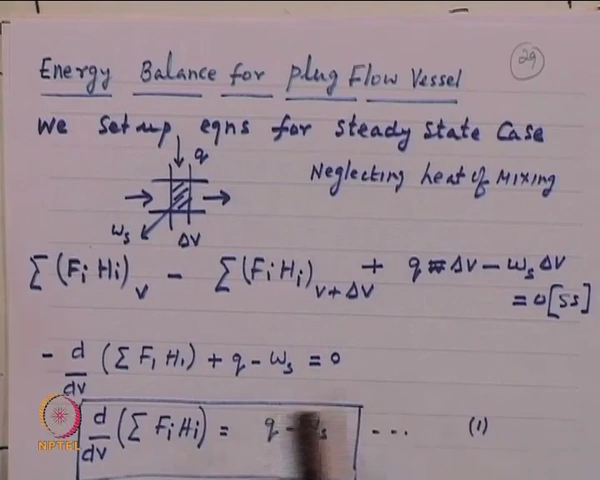 29
Energy Balance for Plug Flow Vessel
We Set up eqns for Steady State Case
Neglecting heat of Mixing
q
Ws ΔV
Σ(Fi Hi)V − Σ(Fi Hi)V+ΔV + q ΔV − Ws ΔV
= 0 [SS]
− d/dV (Σ Fi Hi) + q − Ws = 0
d/dV (Σ Fi Hi) = q − Ws ... (1)
NPTEL